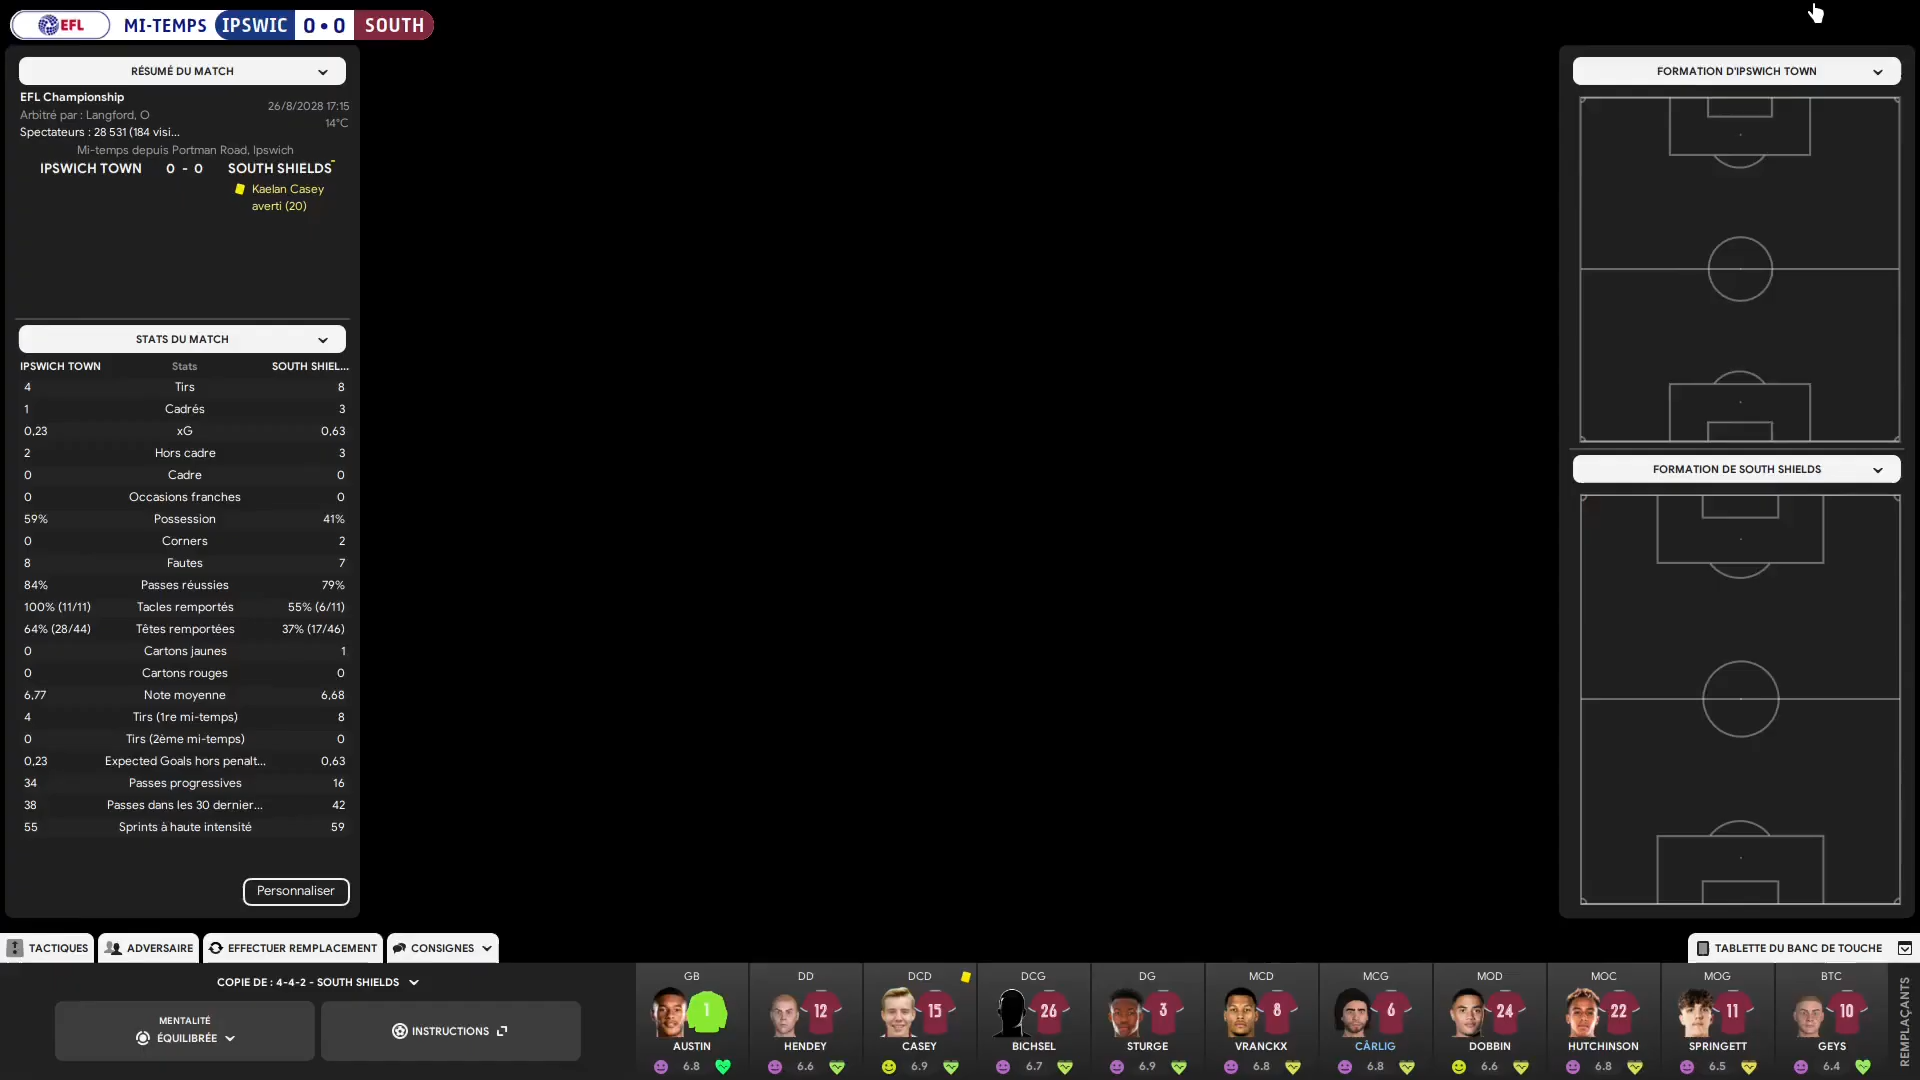 EFL MI-TEMPS IPSWIC 0 • 0 SOUTH
RÉSUMÉ DU MATCH
EFL Championship
26/8/2028 17:15
Arbitré par : Langford, O
14°C
Spectateurs : 28 531 (184 visi...
Mi-temps depuis Portman Road, Ipswich
IPSWICH TOWN 0 - 0 SOUTH SHIELDS
Kaelan Casey
averti (20)
STATS DU MATCH
IPSWICH TOWN Stats SOUTH SHIEL...
4 Tirs 8
1 Cadrés 3
0,23 xG 0,63
2 Hors cadre 3
0 Cadre 0
0 Occasions franches 0
59% Possession 41%
0 Corners 2
8 Fautes 7
84% Passes réussies 79%
100% (11/11) Tacles remportés 55% (6/11)
64% (28/44) Têtes remportées 37% (17/46)
0 Cartons jaunes 1
0 Cartons rouges 0
6,77 Note moyenne 6,68
4 Tirs (1re mi-temps) 8
0 Tirs (2ème mi-temps) 0
0,23 Expected Goals hors penalt... 0,63
34 Passes progressives 16
38 Passes dans les 30 dernier... 42
55 Sprints à haute intensité 59
Personnaliser
FORMATION D'IPSWICH TOWN
FORMATION DE SOUTH SHIELDS
TACTIQUES ADVERSAIRE EFFECTUER REMPLACEMENT CONSIGNES
TABLETTE DU BANC DE TOUCHE
COPIE DE : 4-4-2 - SOUTH SHIELDS
MENTALITÉ
ÉQUILIBRÉE
INSTRUCTIONS
GB DD DCD DCG DG MCD MCG MOD MOC MOG BTC
1 12 15 26 3 8 6 24 22 11 10
AUSTIN HENDEY CASEY BICHSEL STURGE VRANCKX CÂRLIG DOBBIN HUTCHINSON SPRINGETT GEYS
6.8 6.6 6.9 6.7 6.9 6.8 6.8 6.6 6.8 6.5 6.4
REMPLAÇANTS